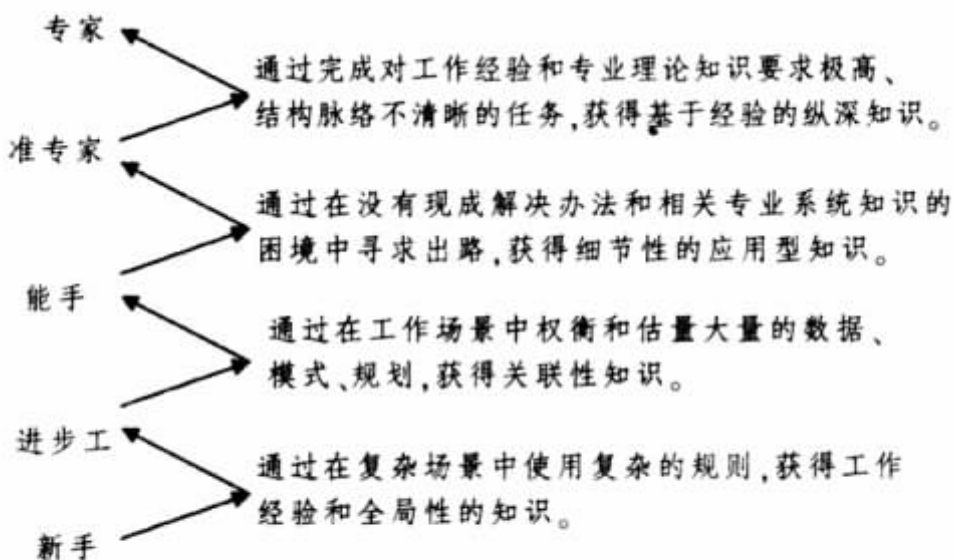 专家
通过完成对工作经验和专业理论知识要求极高、
结构脉络不清晰的任务,获得基于经验的纵深知识。
准专家
通过在没有现成解决办法和相关专业系统知识的
困境中寻求出路,获得细节性的应用型知识。
能手
通过在工作场景中权衡和估量大量的数据、
模式、规划,获得关联性知识。
进步工
通过在复杂场景中使用复杂的规则,获得工作
经验和全局性的知识。
新手